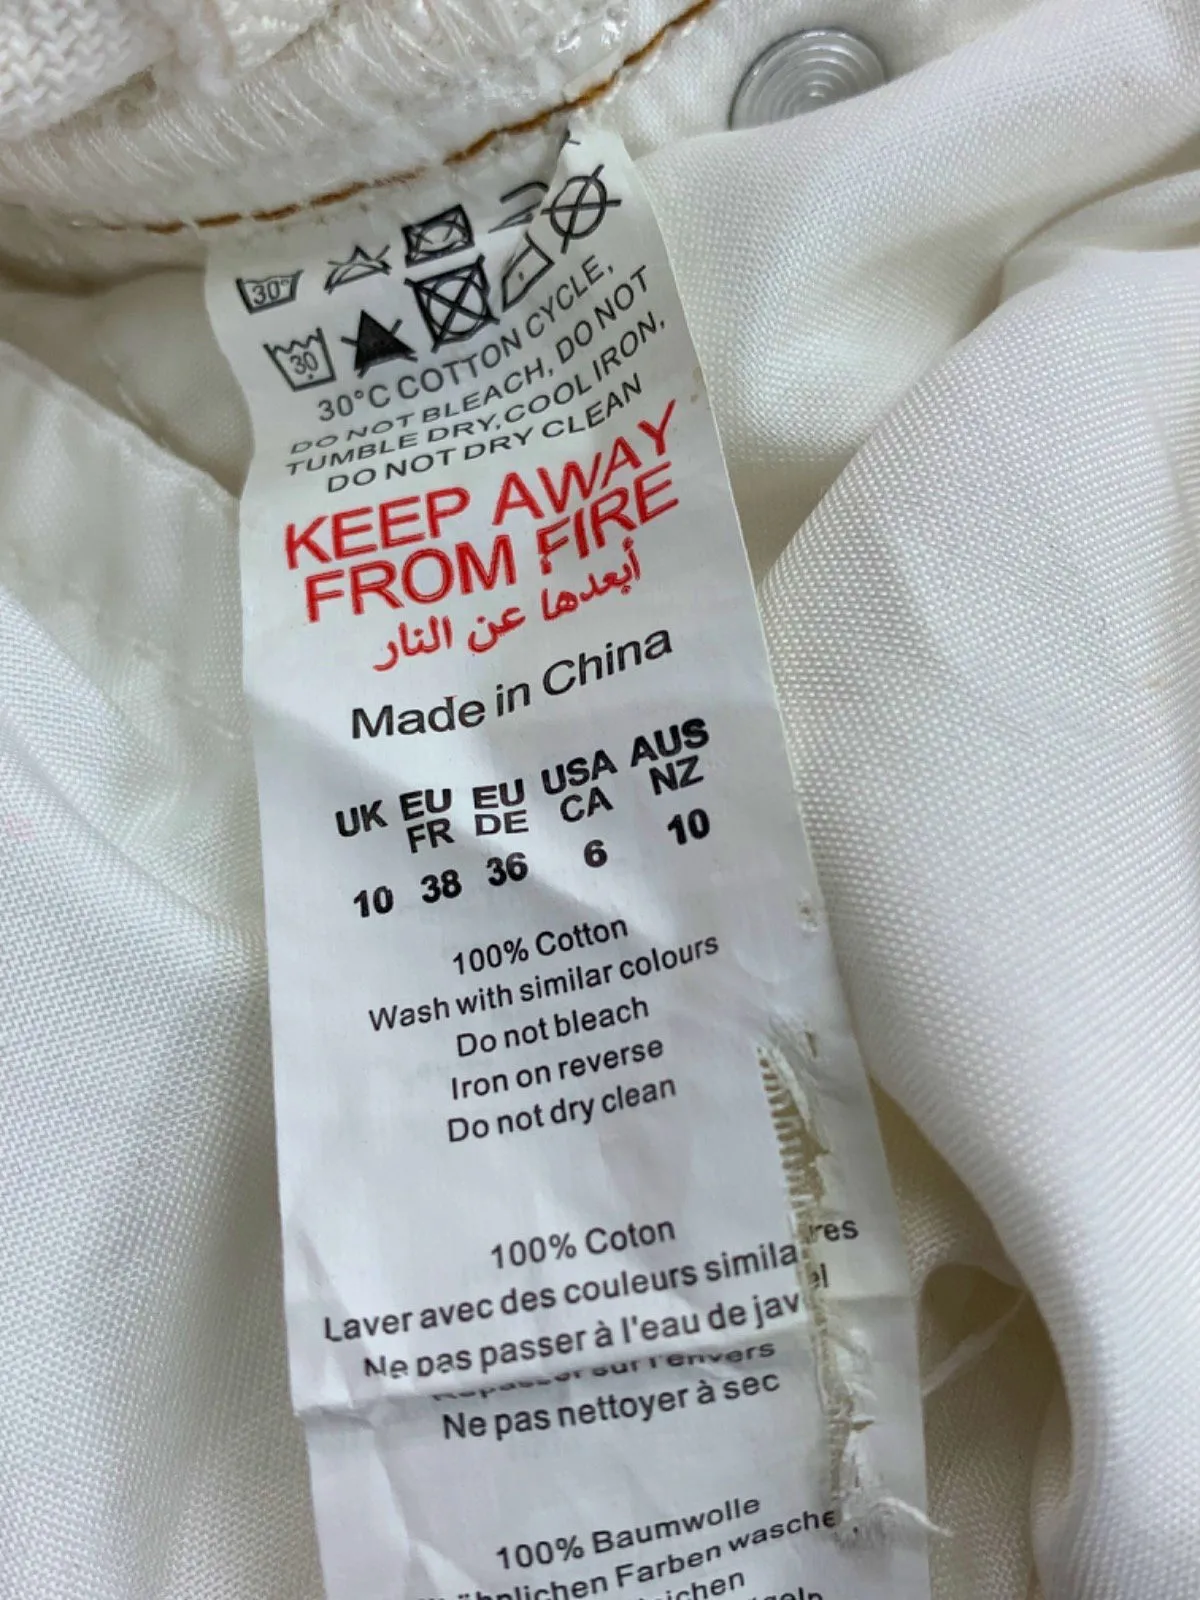 30°
30
30°C COTTON CYCLE,
DO NOT BLEACH, DO NOT
TUMBLE DRY, COOL IRON,
DO NOT DRY CLEAN
KEEP AWAY
FROM FIRE
أبعدها عن النار
Made in China
UK EU EU USA AUS
FR DE CA NZ
10 38 36 6 10
100% Cotton
Wash with similar colours
Do not bleach
Iron on reverse
Do not dry clean
100% Coton
Laver avec des couleurs similaires
Ne pas passer à l'eau de javel
Repasser sur l'envers
Ne pas nettoyer à sec
100% Baumwolle
Farben